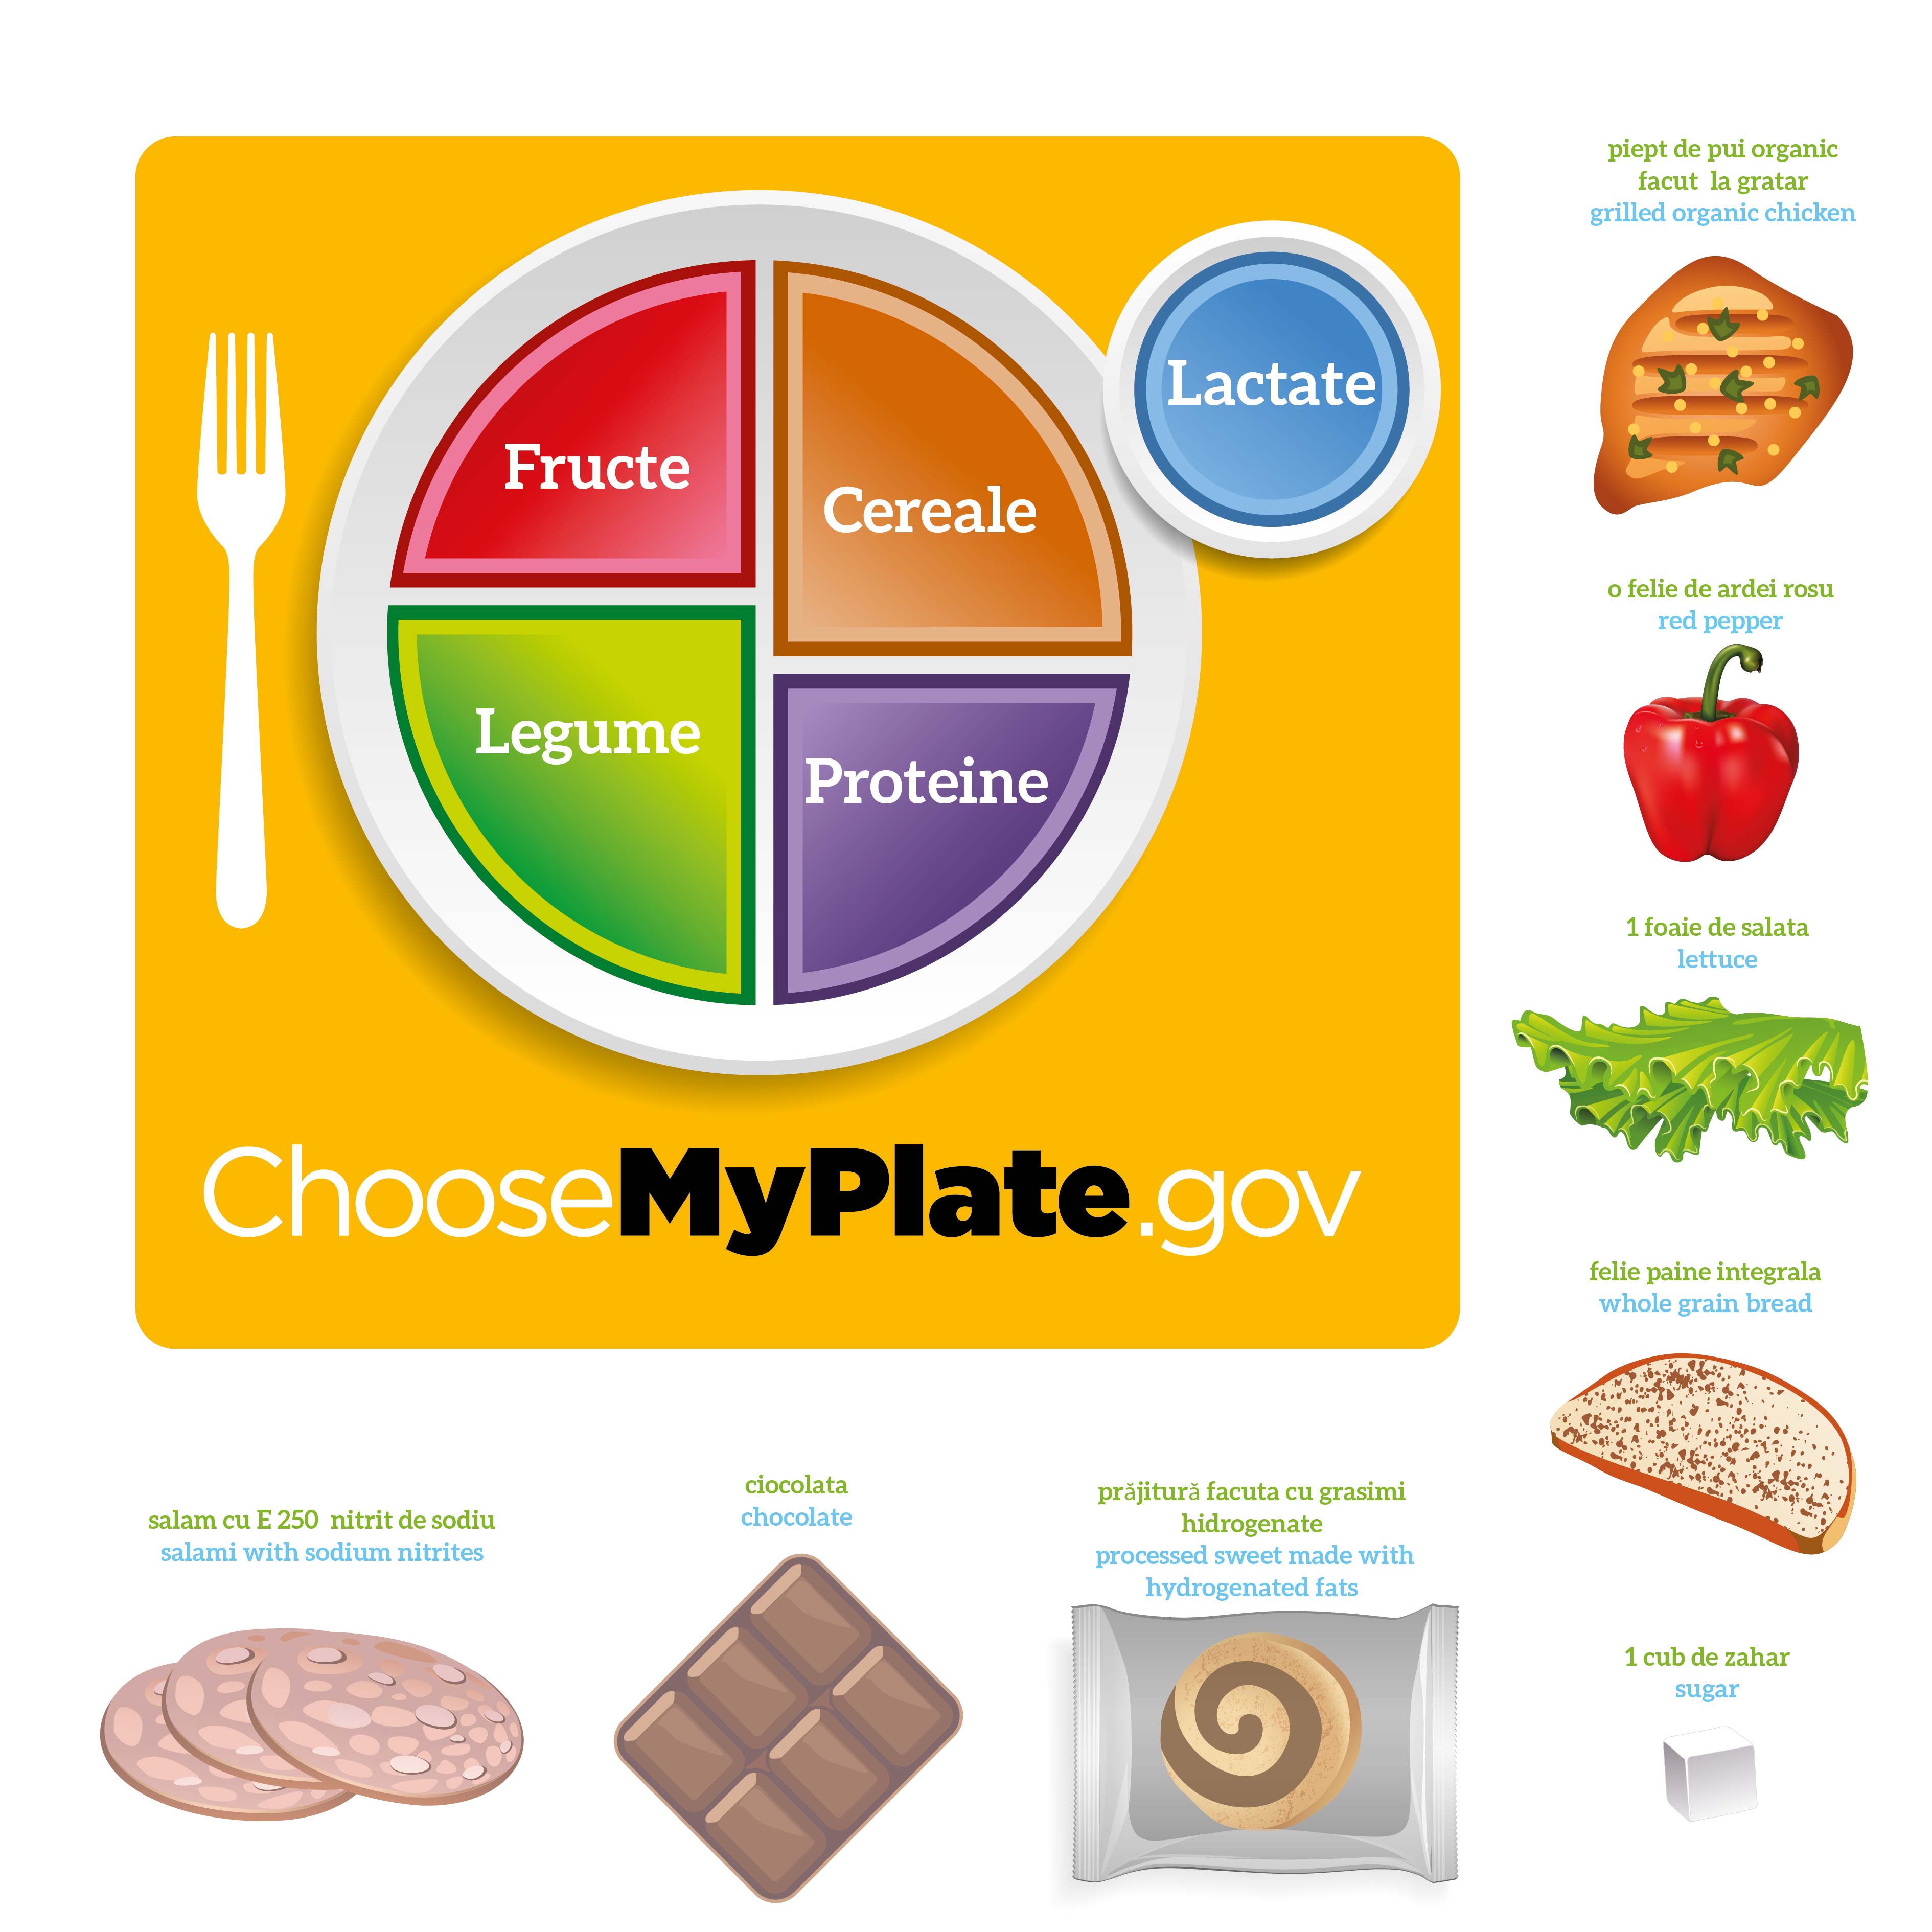 Fructe
Cereale
Lactate
Legume
Proteine
ChooseMyPlate.gov
piept de pui organic
facut la gratar
grilled organic chicken
o felie de ardei rosu
red pepper
1 foaie de salata
lettuce
felie paine integrala
whole grain bread
1 cub de zahar
sugar
salam cu E 250 nitrit de sodiu
salami with sodium nitrites
ciocolata
chocolate
prăjitură facuta cu grasimi
hidrogenate
processed sweet made with
hydrogenated fats